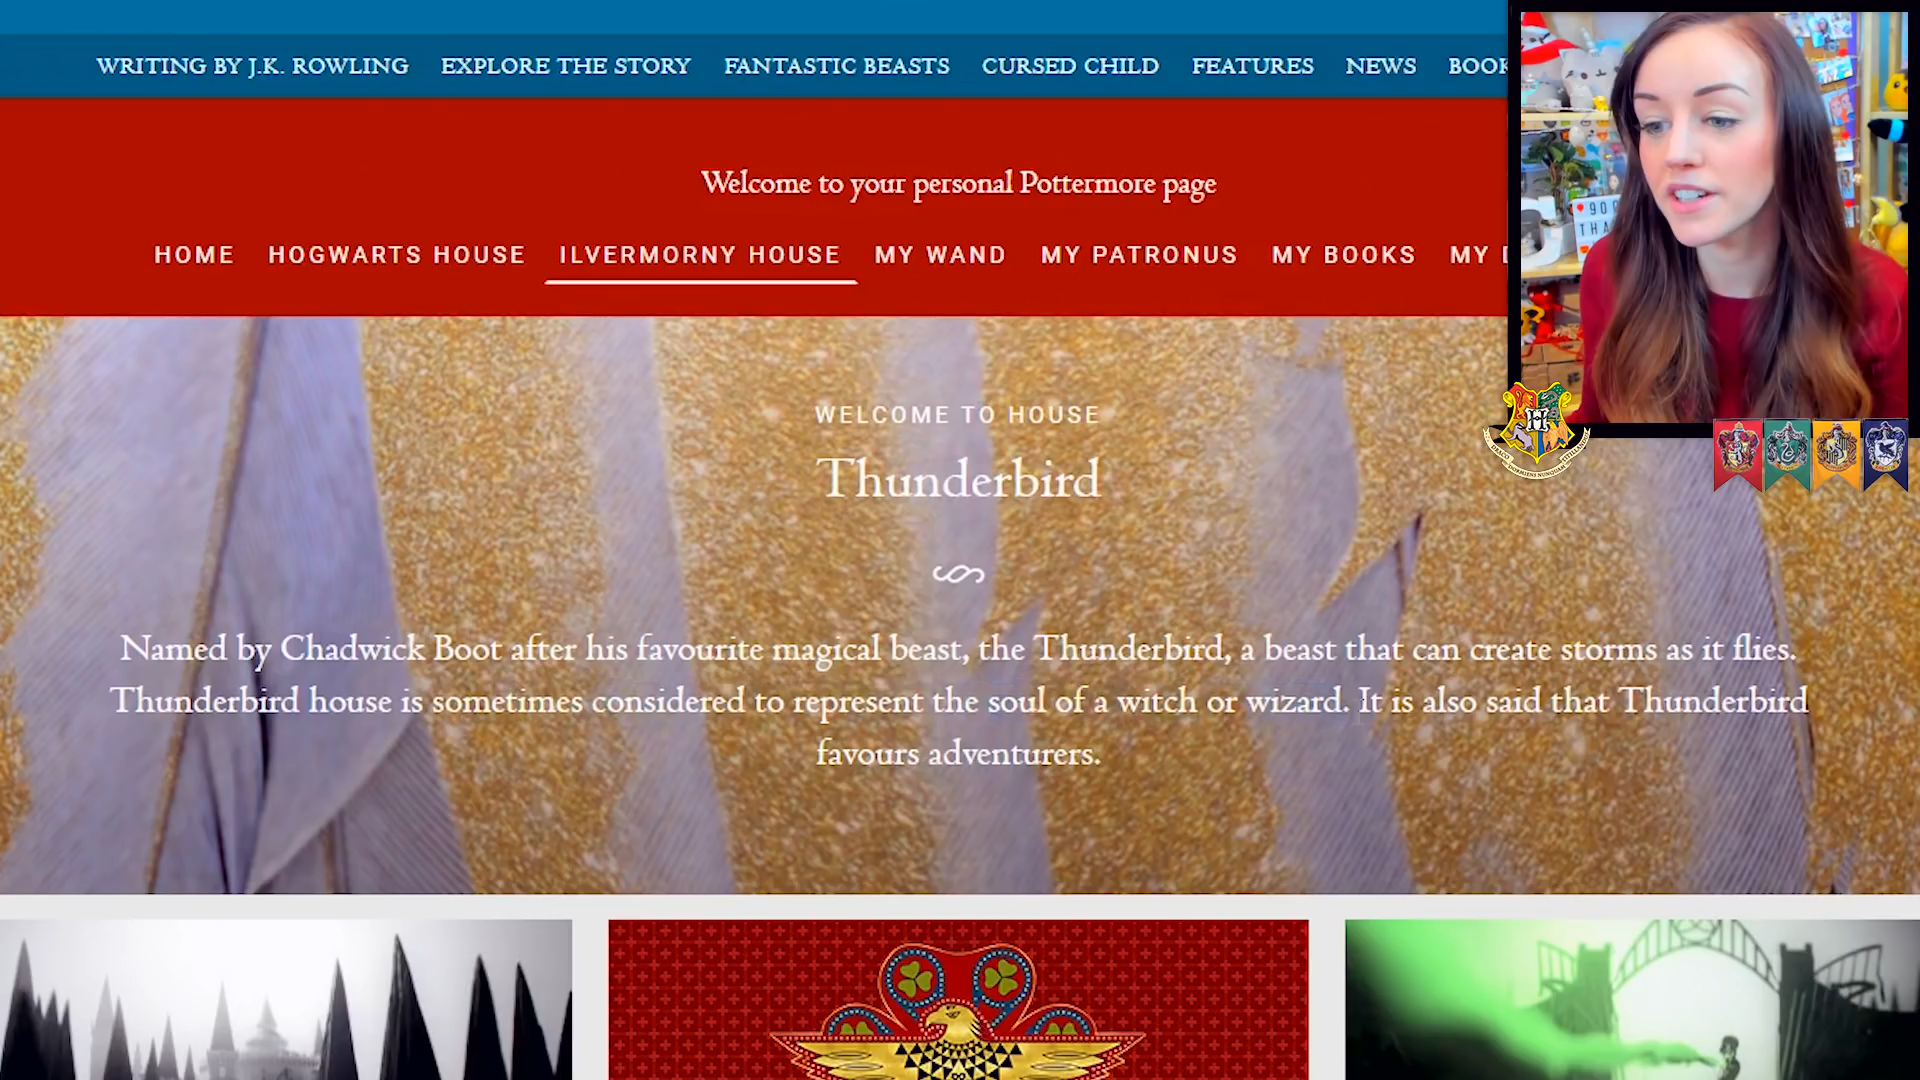 WRITING BY J.K. ROWLING EXPLORE THE STORY FANTASTIC BEASTS CURSED CHILD FEATURES NEWS
Welcome to your personal Pottermore page
HOME HOGWARTS HOUSE ILVERMORNY HOUSE MY WAND MY PATRONUS MY BOOKS MY
90
THA
WELCOME TO HOUSE
Thunderbird
Named by Chadwick Boot after his favourite magical beast, the Thunderbird, a beast that can create storms as it flies.
Thunderbird house is sometimes considered to represent the soul of a witch or wizard. It is also said that Thunderbird
favours adventurers.